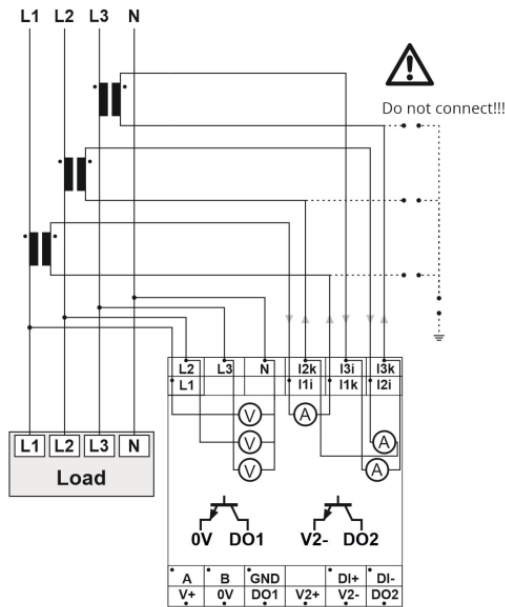 L1 L2 L3 N
Do not connect!!!
L2 L3 N I2k I3i I3k
L1 I1i I1k I2i
V A
V A
V A
L1 L2 L3 N
Load
0V DO1 V2- DO2
A B GND DI+ DI-
V+ 0V DO1 V2+ V2- DO2